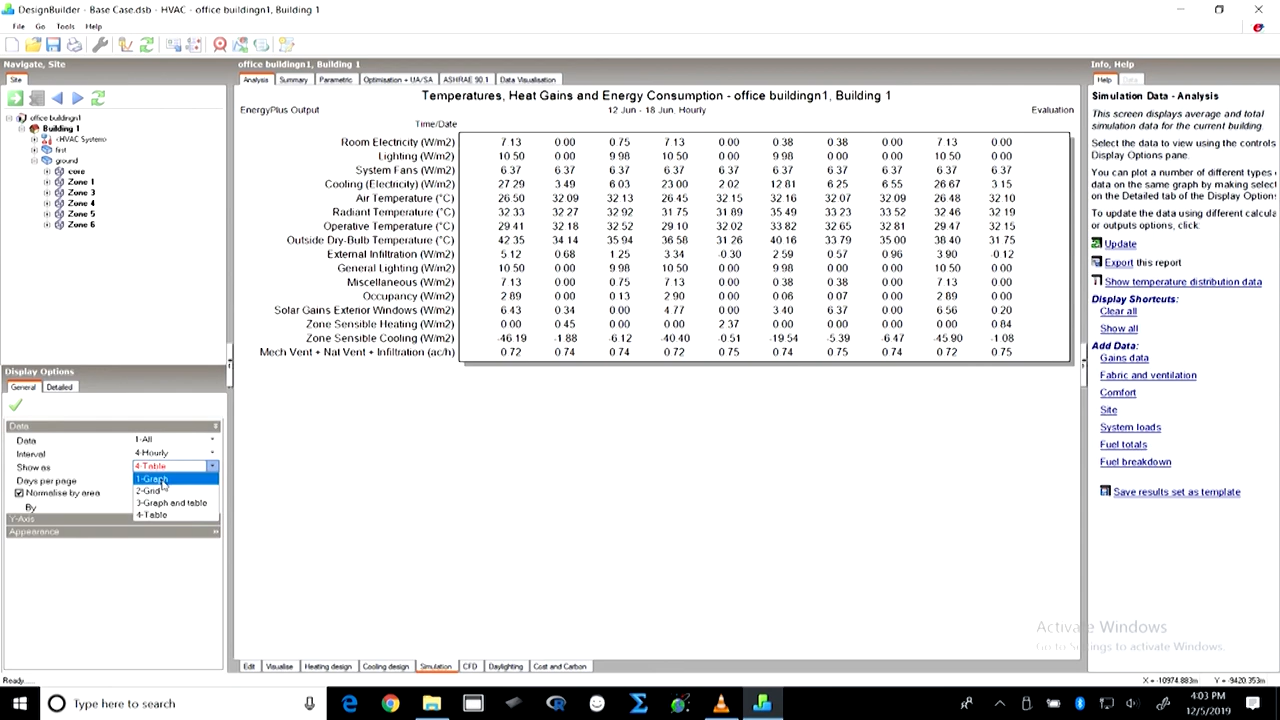 DesignBuilder - Base Case.dsb - HVAC - office buildingn1, Building 1
File Go Tools Help
Navigate, Site
Site
office buildingn1
Building 1
<HVAC System>
first
ground
core
Zone 1
Zone 3
Zone 4
Zone 5
Zone 6
Display Options
General Detailed
Data
Data 1-All
Interval 4-Hourly
Show as 4-Table
1-Graph
2-Grid
3-Graph and table
4-Table
Days per page
Normalise by area
By
Y-Axis
Appearance
office buildingn1, Building 1
Analysis Summary Parametric Optimisation + UA/SA ASHRAE 90.1 Data Visualisation
Temperatures, Heat Gains and Energy Consumption - office buildingn1, Building 1
EnergyPlus Output 12 Jun - 18 Jun, Hourly Evaluation
Time/Date
Room Electricity (W/m2) 7.13 0.00 0.75 7.13 0.00 0.38 0.38 0.00 7.13 0.00
Lighting (W/m2) 10.50 0.00 9.98 10.50 0.00 9.98 0.00 0.00 10.50 0.00
System Fans (W/m2) 6.37 6.37 6.37 6.37 6.37 6.37 6.37 6.37 6.37 6.37
Cooling (Electricity) (W/m2) 27.29 3.49 6.03 23.00 2.02 12.81 6.25 6.55 26.67 3.15
Air Temperature (°C) 26.50 32.09 32.13 26.45 32.15 32.16 32.07 32.09 26.48 32.10
Radiant Temperature (°C) 32.33 32.27 32.92 31.75 31.89 35.49 33.23 33.52 32.46 32.19
Operative Temperature (°C) 29.41 32.18 32.52 29.10 32.02 33.82 32.65 32.81 29.47 32.15
Outside Dry-Bulb Temperature (°C) 42.35 34.14 35.94 36.58 31.26 40.16 33.79 35.00 38.40 31.75
External Infiltration (W/m2) 5.12 0.68 1.25 3.34 -0.30 2.59 0.57 0.96 3.90 -0.12
General Lighting (W/m2) 10.50 0.00 9.98 10.50 0.00 9.98 0.00 0.00 10.50 0.00
Miscellaneous (W/m2) 7.13 0.00 0.75 7.13 0.00 0.38 0.38 0.00 7.13 0.00
Occupancy (W/m2) 2.89 0.00 0.13 2.90 0.00 0.06 0.07 0.00 2.89 0.00
Solar Gains Exterior Windows (W/m2) 6.43 0.34 6.44 4.77 0.00 3.40 6.37 0.00 6.56 0.20
Zone Sensible Heating (W/m2) 0.00 0.45 0.00 0.00 2.37 0.00 0.00 0.00 0.00 0.84
Zone Sensible Cooling (W/m2) -46.19 -1.88 -6.12 -40.40 -0.51 -19.54 -5.39 -6.47 -45.90 -1.08
Mech Vent + Nat Vent + Infiltration (ac/h) 0.72 0.74 0.74 0.72 0.75 0.74 0.75 0.74 0.72 0.75
Edit Visualise Heating design Cooling design Simulation CFD Daylighting Cost and Carbon
Info, Help
Help Data
Simulation Data - Analysis
This screen displays average and total
simulation data for the current building.
Select the data to view using the controls
Display Options pane.
You can plot a number of different types
data on the same graph by making select
on the Detailed tab of the Display Option
To update the data using different calcula
or outputs options, click:
Update
Export this report
Show temperature distribution data
Display Shortcuts:
Clear all
Show all
Add Data:
Gains data
Fabric and ventilation
Comfort
Site
System loads
Fuel totals
Fuel breakdown
Save results set as template
Activate Windows
Go to Settings to activate Windows.
Ready.... X = -10974.883m Y = -9420.353m
Type here to search
4:03 PM
12/5/2019